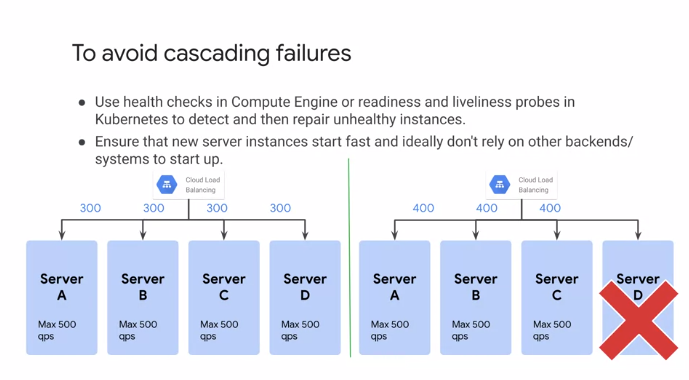 To avoid cascading failures
● Use health checks in Compute Engine or readiness and liveliness probes in
Kubernetes to detect and then repair unhealthy instances.
● Ensure that new server instances start fast and ideally don't rely on other backends/
systems to start up.
Cloud Load
Balancing
300 300 300 300
Server
A
Max 500
qps
Server
B
Max 500
qps
Server
C
Max 500
qps
Server
D
Max 500
qps
Cloud Load
Balancing
400 400 400
Server
A
Max 500
qps
Server
B
Max 500
qps
Server
C
Max 500
qps
Server
D